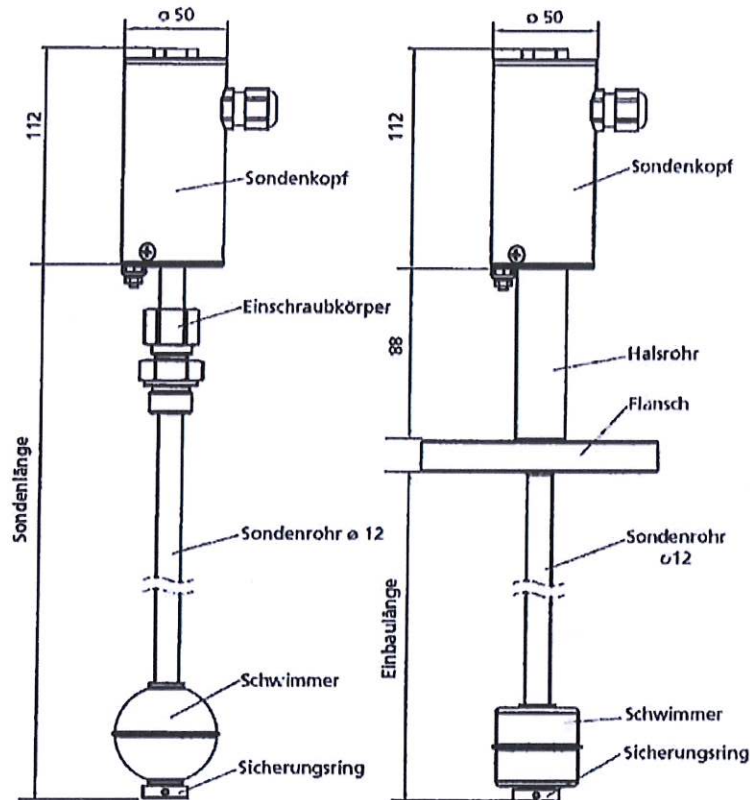 ø 50
112
Sondenkopf
Einschraubkörper
Sondenlänge
Sondenrohr ø 12
Schwimmer
Sicherungsring
ø 50
112
Sondenkopf
88
Halsrohr
Flansch
Einbaulänge
Sondenrohr
ø12
Schwimmer
Sicherungsring